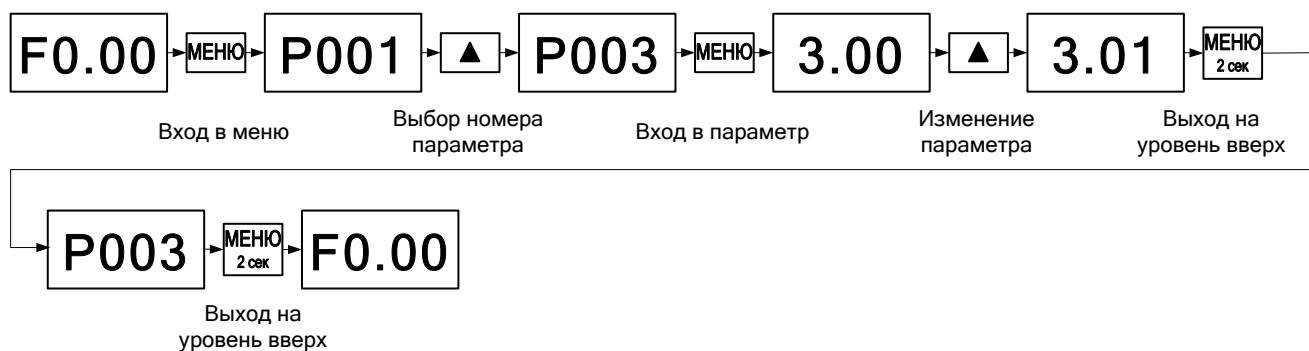 F0.00 МЕНЮ P001 ▲ P003 МЕНЮ 3.00 ▲ 3.01 МЕНЮ 2 сек
Вход в меню
Выбор номера
параметра
Вход в параметр
Изменение
параметра
Выход на
уровень вверх
P003 МЕНЮ 2 сек F0.00
Выход на
уровень вверх